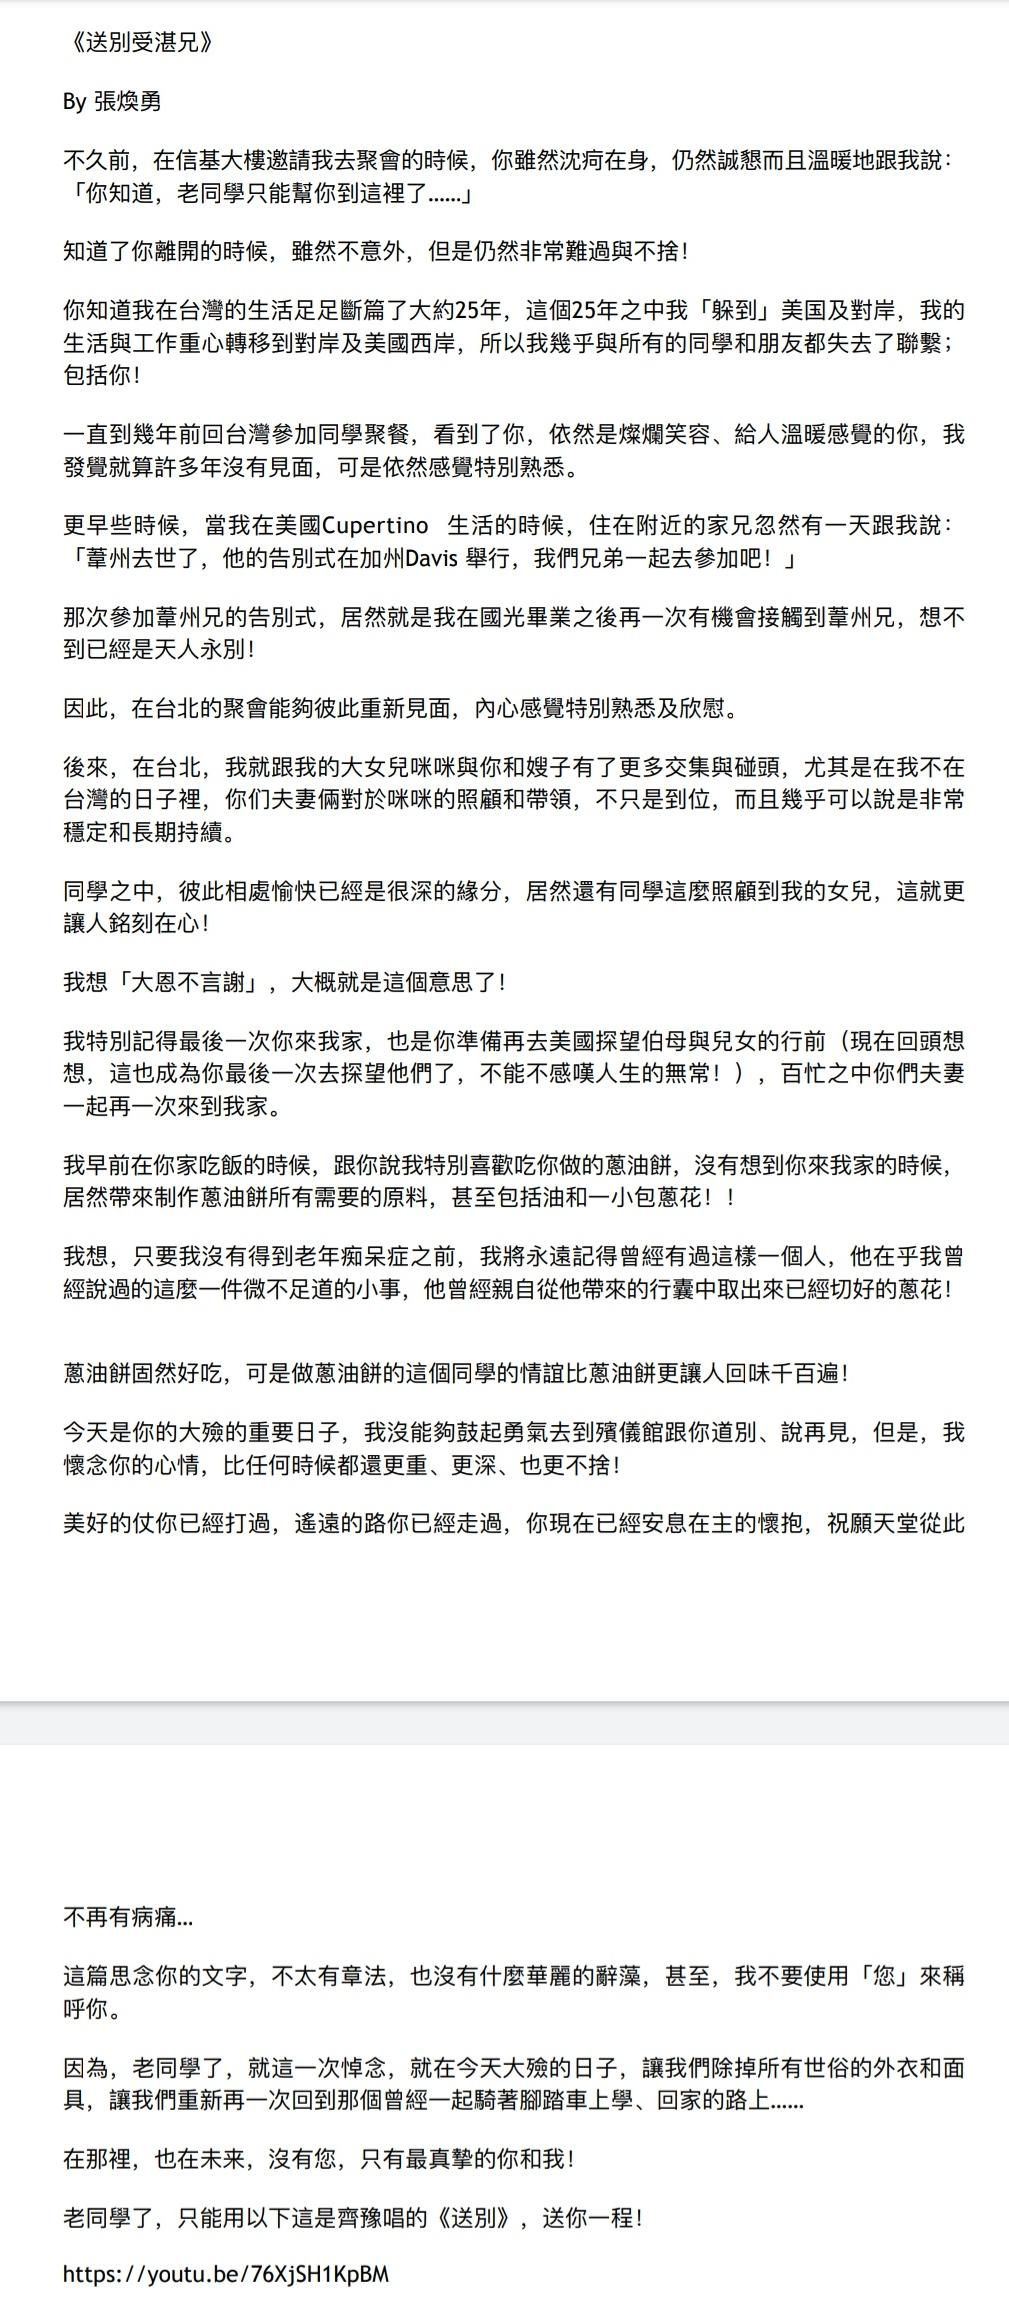 《送別受湛兄》
By 張煥勇
不久前，在信基大樓邀請我去聚會的時候，你雖然沈疴在身，仍然誠懇而且溫暖地跟我說：
「你知道，老同學只能幫你到這裡了......」
知道了你離開的時候，雖然不意外，但是仍然非常難過與不捨！
你知道我在台灣的生活足足斷篇了大約25年，這個25年之中我「躲到」美国及對岸，我的
生活與工作重心轉移到對岸及美國西岸，所以我幾乎與所有的同學和朋友都失去了聯繫；
包括你！
一直到幾年前回台灣參加同學聚餐，看到了你，依然是燦爛笑容、給人溫暖感覺的你，我
發覺就算許多年沒有見面，可是依然感覺特別熟悉。
更早些時候，當我在美國Cupertino 生活的時候，住在附近的家兄忽然有一天跟我說：
「葦州去世了，他的告別式在加州Davis 舉行，我們兄弟一起去參加吧！」
那次參加葦州兄的告別式，居然就是我在國光畢業之後再一次有機會接觸到葦州兄，想不
到已經是天人永別！
因此，在台北的聚會能夠彼此重新見面，內心感覺特別熟悉及欣慰。
後來，在台北，我就跟我的大女兒咪咪與你和嫂子有了更多交集與碰頭，尤其是在我不在
台灣的日子裡，你们夫妻倆對於咪咪的照顧和帶領，不只是到位，而且幾乎可以說是非常
穩定和長期持續。
同學之中，彼此相處愉快已經是很深的緣分，居然還有同學這麼照顧到我的女兒，這就更
讓人銘刻在心！
我想「大恩不言謝」，大概就是這個意思了！
我特別記得最後一次你來我家，也是你準備再去美國探望伯母與兒女的行前（現在回頭想
想，這也成為你最後一次去探望他們了，不能不感嘆人生的無常！），百忙之中你們夫妻
一起再一次來到我家。
我早前在你家吃飯的時候，跟你說我特別喜歡吃你做的蔥油餅，沒有想到你來我家的時候，
居然帶來制作蔥油餅所有需要的原料，甚至包括油和一小包蔥花！！
我想，只要我沒有得到老年痴呆症之前，我將永遠記得曾經有過這樣一個人，他在乎我曾
經說過的這麼一件微不足道的小事，他曾經親自從他帶來的行囊中取出來已經切好的蔥花！
蔥油餅固然好吃，可是做蔥油餅的這個同學的情誼比蔥油餅更讓人回味千百遍！
今天是你的大殮的重要日子，我沒能夠鼓起勇氣去到殯儀館跟你道別、說再見，但是，我
懷念你的心情，比任何時候都還更重、更深、也更不捨！
美好的仗你已經打過，遙遠的路你已經走過，你現在已經安息在主的懷抱，祝願天堂從此
不再有病痛...
這篇思念你的文字，不太有章法，也沒有什麼華麗的辭藻，甚至，我不要使用「您」來稱
呼你。
因為，老同學了，就這一次悼念，就在今天大殮的日子，讓我們除掉所有世俗的外衣和面
具，讓我們重新再一次回到那個曾經一起騎著腳踏車上學、回家的路上......
在那裡，也在未来，沒有您，只有最真摯的你和我！
老同學了，只能用以下這是齊豫唱的《送別》，送你一程！
https://youtu.be/76XjSH1KpBM